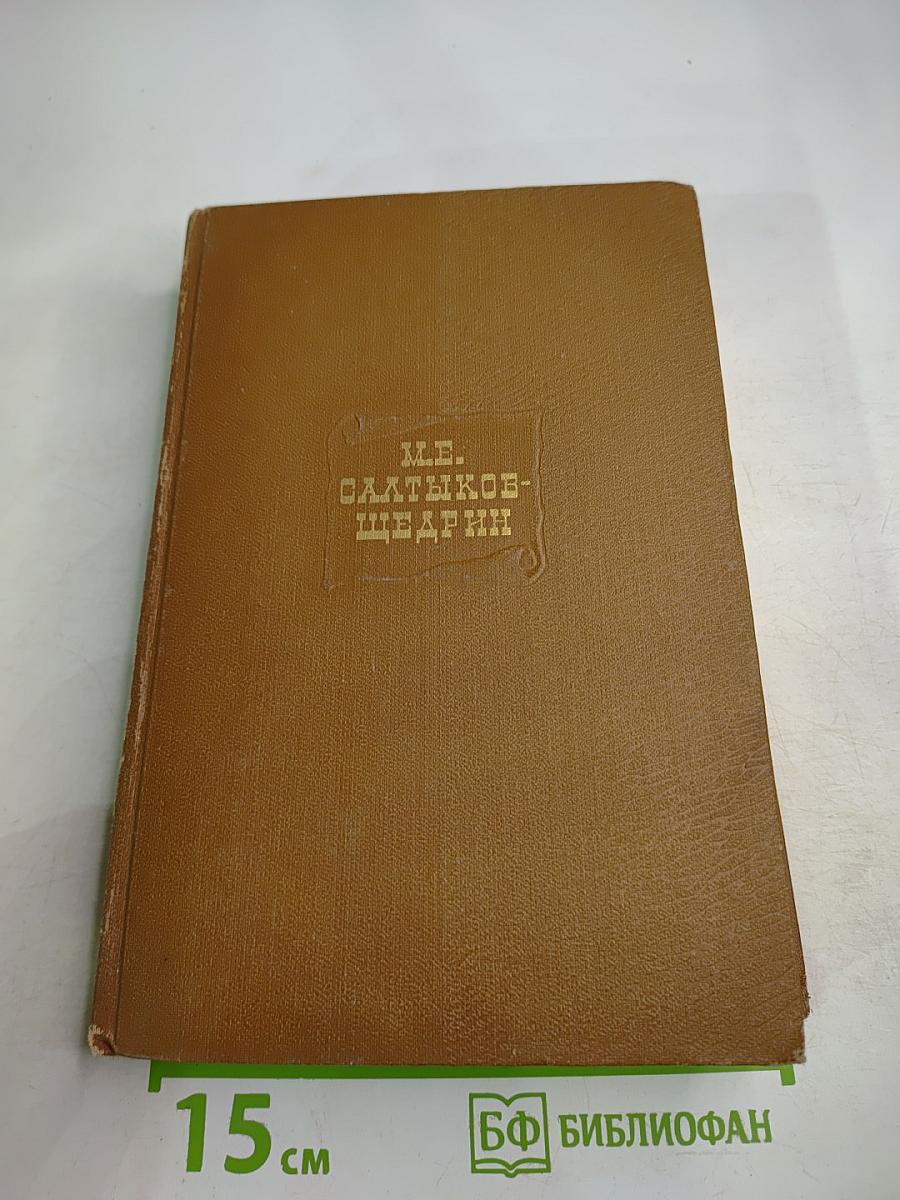 М.Е.
САЛТЫКОВ-
ЩЕДРИН
15 см
БФ БИБЛИОФАН